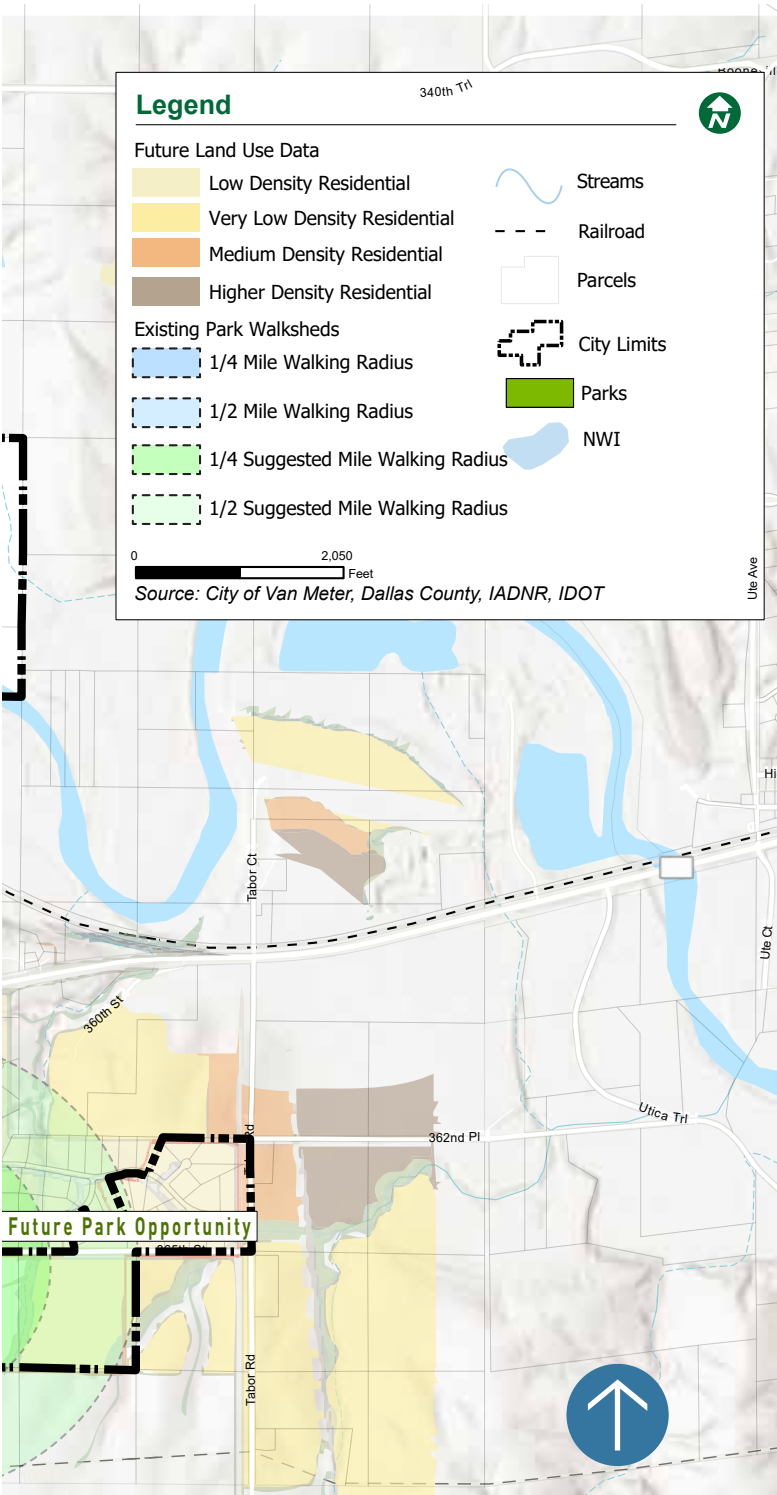 340th Trl
Legend
N
Future Land Use Data
Low Density Residential
Very Low Density Residential
Medium Density Residential
Higher Density Residential
Existing Park Walksheds
1/4 Mile Walking Radius
1/2 Mile Walking Radius
1/4 Suggested Mile Walking Radius
1/2 Suggested Mile Walking Radius
Streams
Railroad
Parcels
City Limits
Parks
NWI
0 2,050
Feet
Source: City of Van Meter, Dallas County, IADNR, IDOT
Ute Ave
Hi
Tabor Ct
Ute Ct
360th St
Utica Trl
362nd Pl
Future Park Opportunity
Tabor Rd